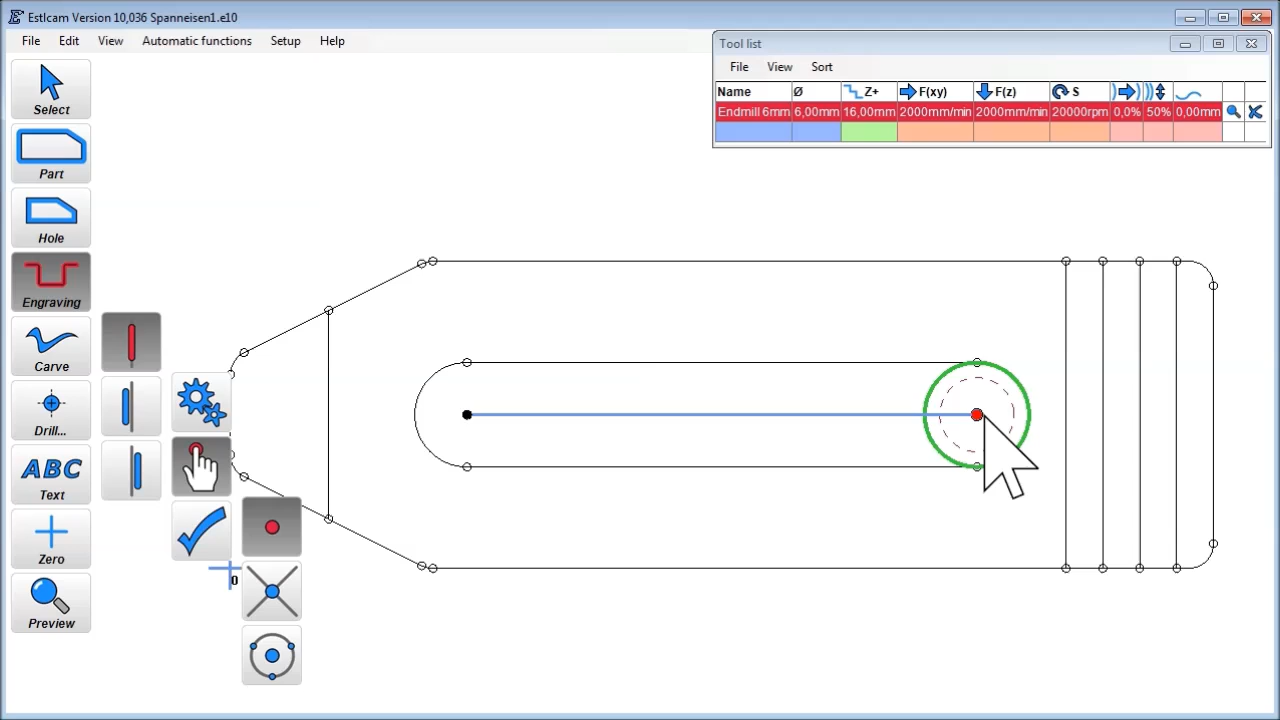 Estlcam Version 10,036 Spanneisen1.e10
File Edit View Automatic functions Setup Help
Tool list
File View Sort
Name Ø Z+ F(xy) F(z) S
Endmill 6mm 6,00mm 16,00mm 2000mm/min 2000mm/min 20000rpm 0,0% 50% 0,00mm
Select
Part
Hole
Engraving
Carve
Drill...
ABC
Text
Zero
0
Preview